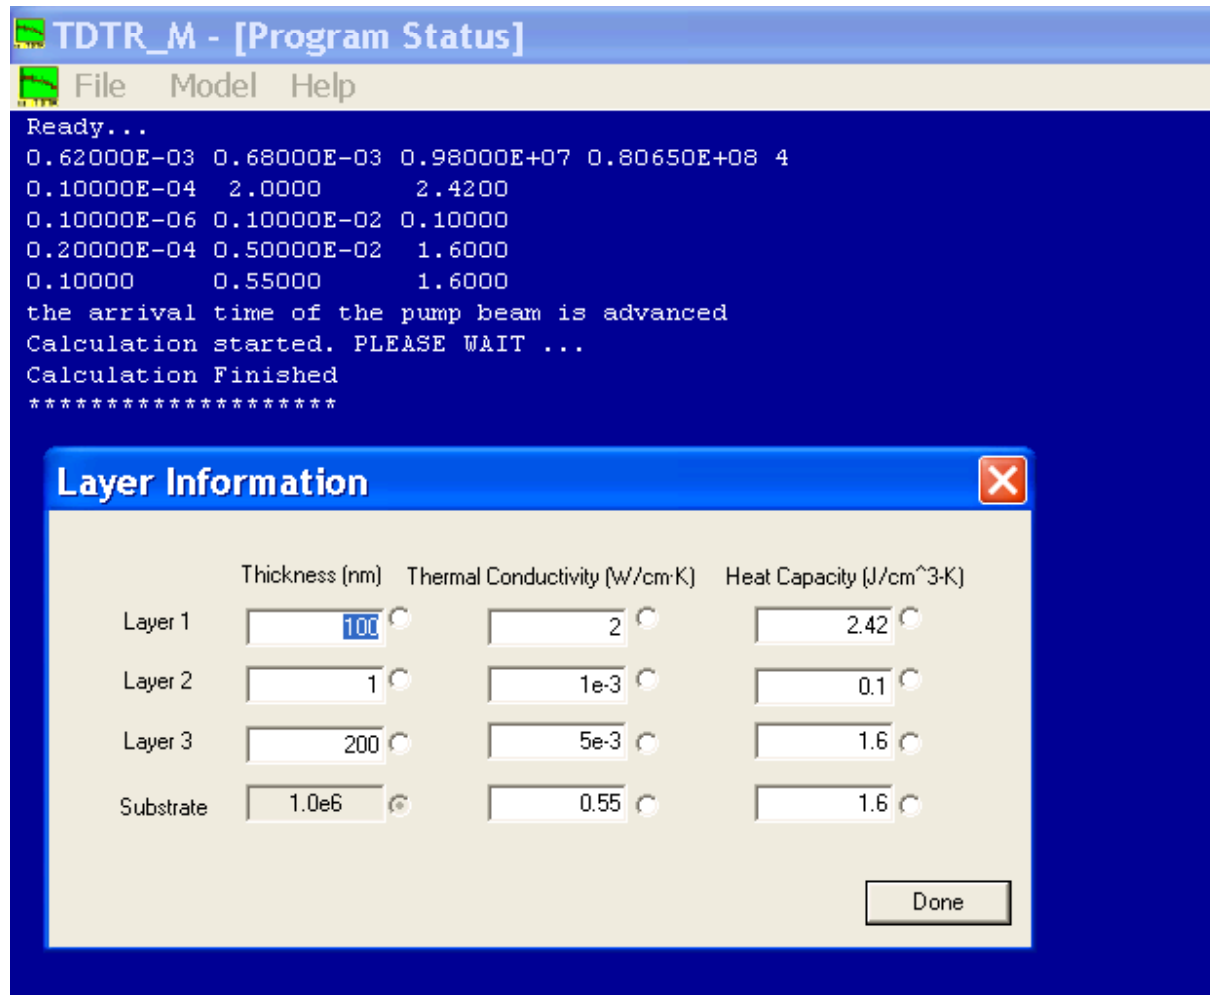 TDTR_M - [Program Status]
File Model Help
Ready...
0.62000E-03 0.68000E-03 0.98000E+07 0.80650E+08 4
0.10000E-04 2.0000 2.4200
0.10000E-06 0.10000E-02 0.10000
0.20000E-04 0.50000E-02 1.6000
0.10000 0.55000 1.6000
the arrival time of the pump beam is advanced
Calculation started. PLEASE WAIT ...
Calculation Finished
********************
Layer Information
Thickness (nm) Thermal Conductivity (W/cm·K) Heat Capacity (J/cm^3-K)
Layer 1 100 2 2.42
Layer 2 1 1e-3 0.1
Layer 3 200 5e-3 1.6
Substrate 1.0e6 0.55 1.6
Done